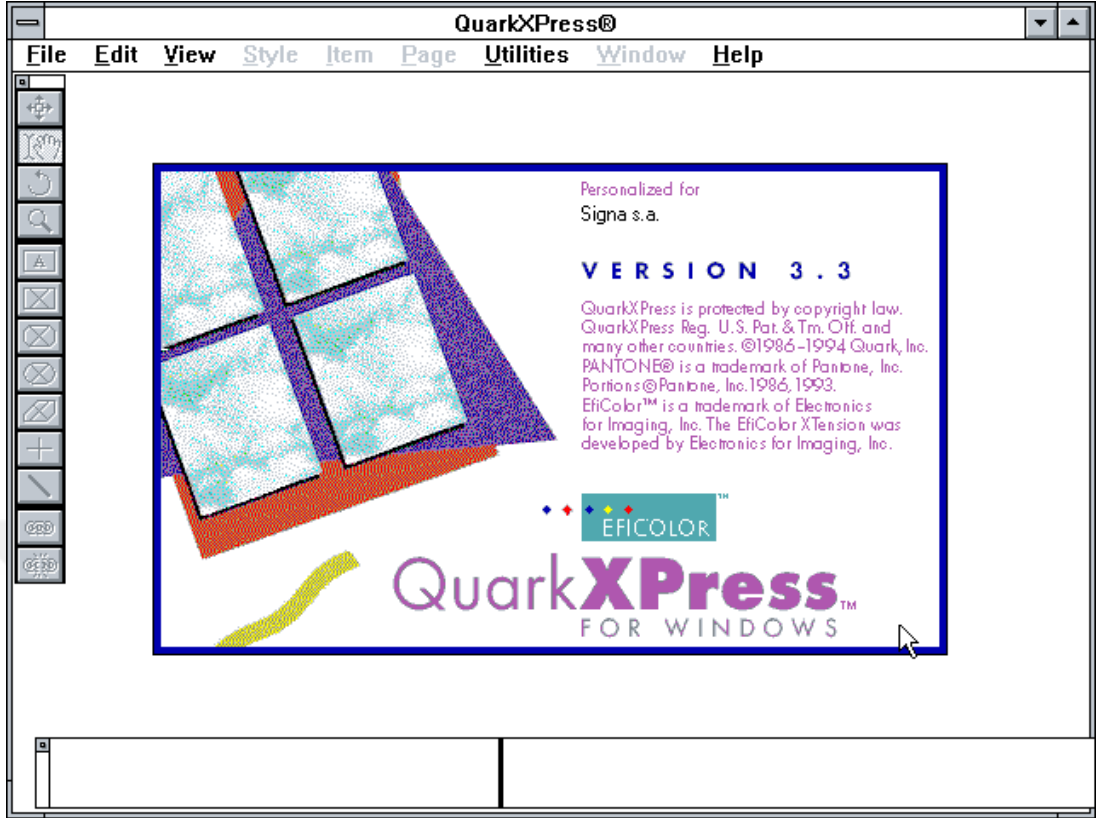 QuarkXPress®
File Edit View Style Item Page Utilities Window Help
A
Personalized for
Signa s.a.
VERSION 3.3
QuarkXPress is protected by copyright law.
QuarkXPress Reg. U.S. Pat. & Tm. Off. and
many other countries. ©1986-1994 Quark, Inc.
PANTONE® is a trademark of Pantone, Inc.
Portions©Pantone, Inc.1986,1993.
EfiColor™ is a trademark of Electronics
for Imaging, Inc. The EfiColor XTension was
developed by Electronics for Imaging, Inc.
EFICOLOR™
QuarkXPress™
FOR WINDOWS